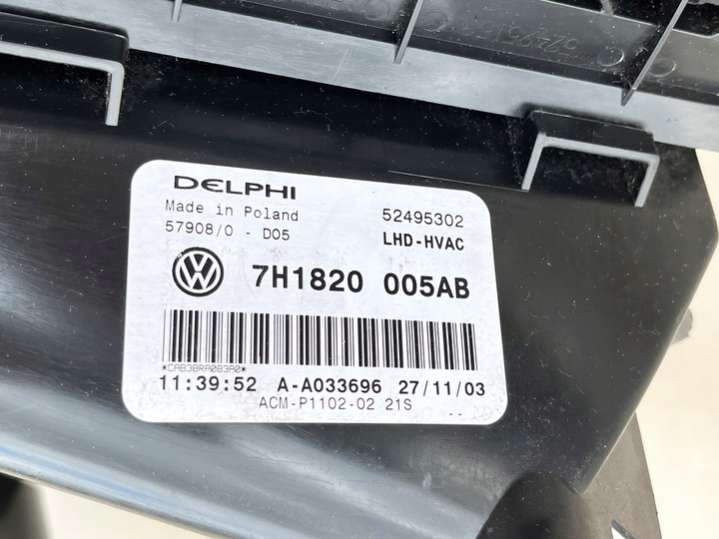 DELPHI
Made in Poland 52495302
57908/0 - D05 LHD-HVAC
7H1820 005AB
*CAB3BRA0B3A0*
11:39:52 A-A033696 27/11/03
ACM-P1102-02 21S --